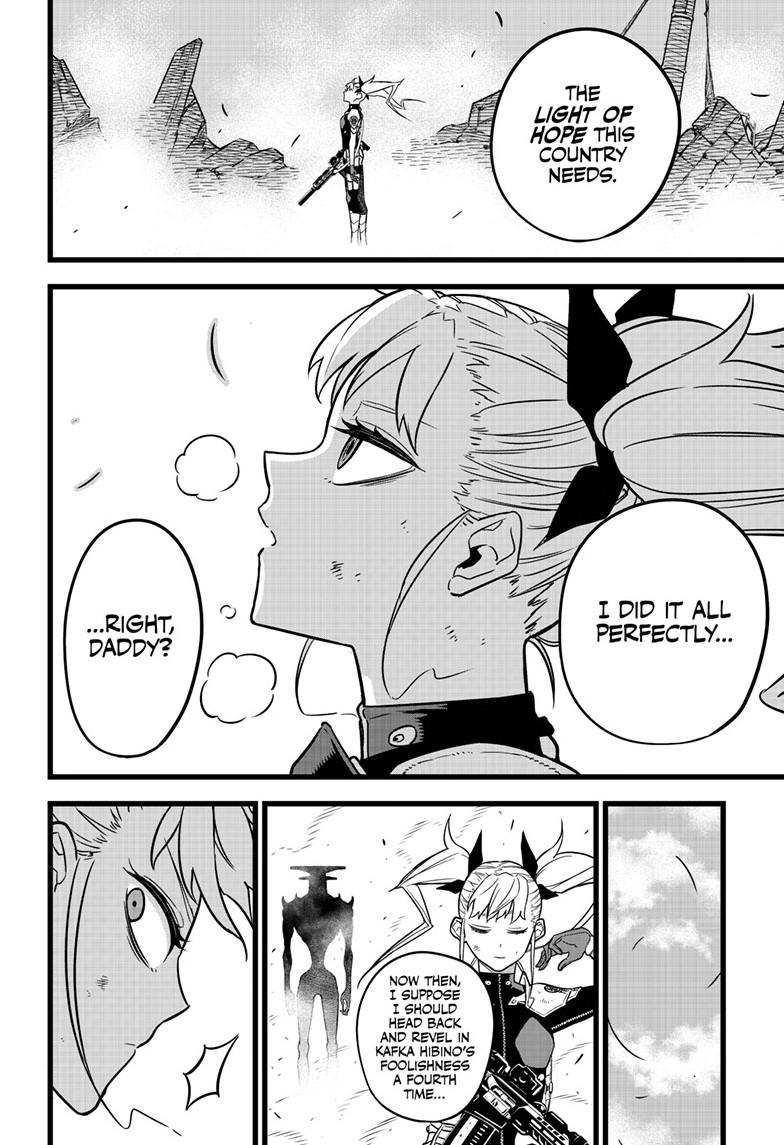 THE
LIGHT OF
HOPE THIS
COUNTRY
NEEDS.
I DID IT ALL
PERFECTLY...
...RIGHT,
DADDY?
NOW THEN,
I SUPPOSE
I SHOULD
HEAD BACK
AND REVEL IN
KAFKA HIBINO'S
FOOLISHNESS
A FOURTH
TIME...